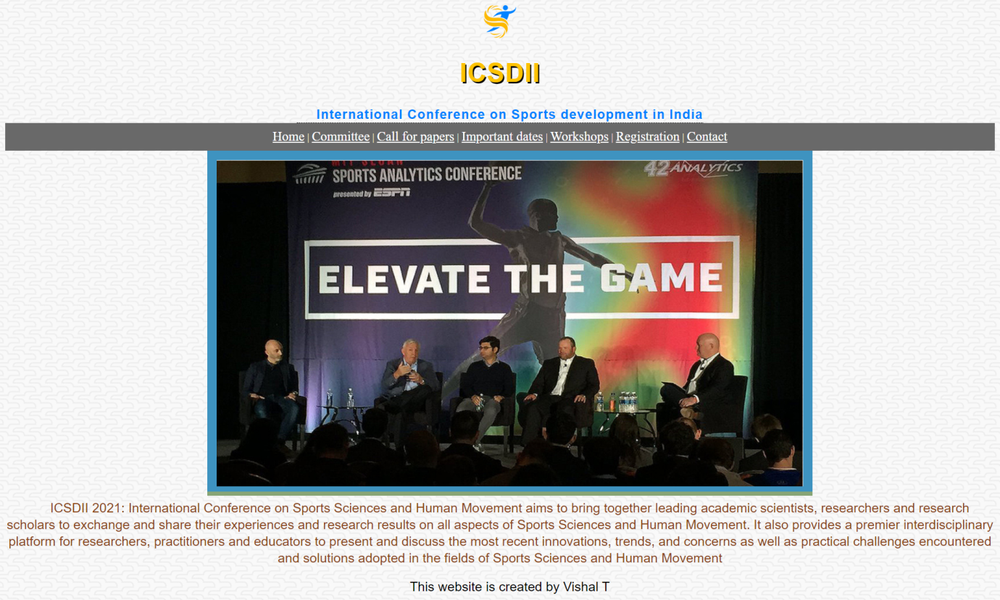 ICSDII
International Conference on Sports development in India
Home | Committee | Call for papers | Important dates | Workshops | Registration | Contact
MIT SLOAN
SPORTS ANALYTICS CONFERENCE
presented by ESPN
42 ANALYTICS
ELEVATE THE GAME
ICSDII 2021: International Conference on Sports Sciences and Human Movement aims to bring together leading academic scientists, researchers and research
scholars to exchange and share their experiences and research results on all aspects of Sports Sciences and Human Movement. It also provides a premier interdisciplinary
platform for researchers, practitioners and educators to present and discuss the most recent innovations, trends, and concerns as well as practical challenges encountered
and solutions adopted in the fields of Sports Sciences and Human Movement
This website is created by Vishal T